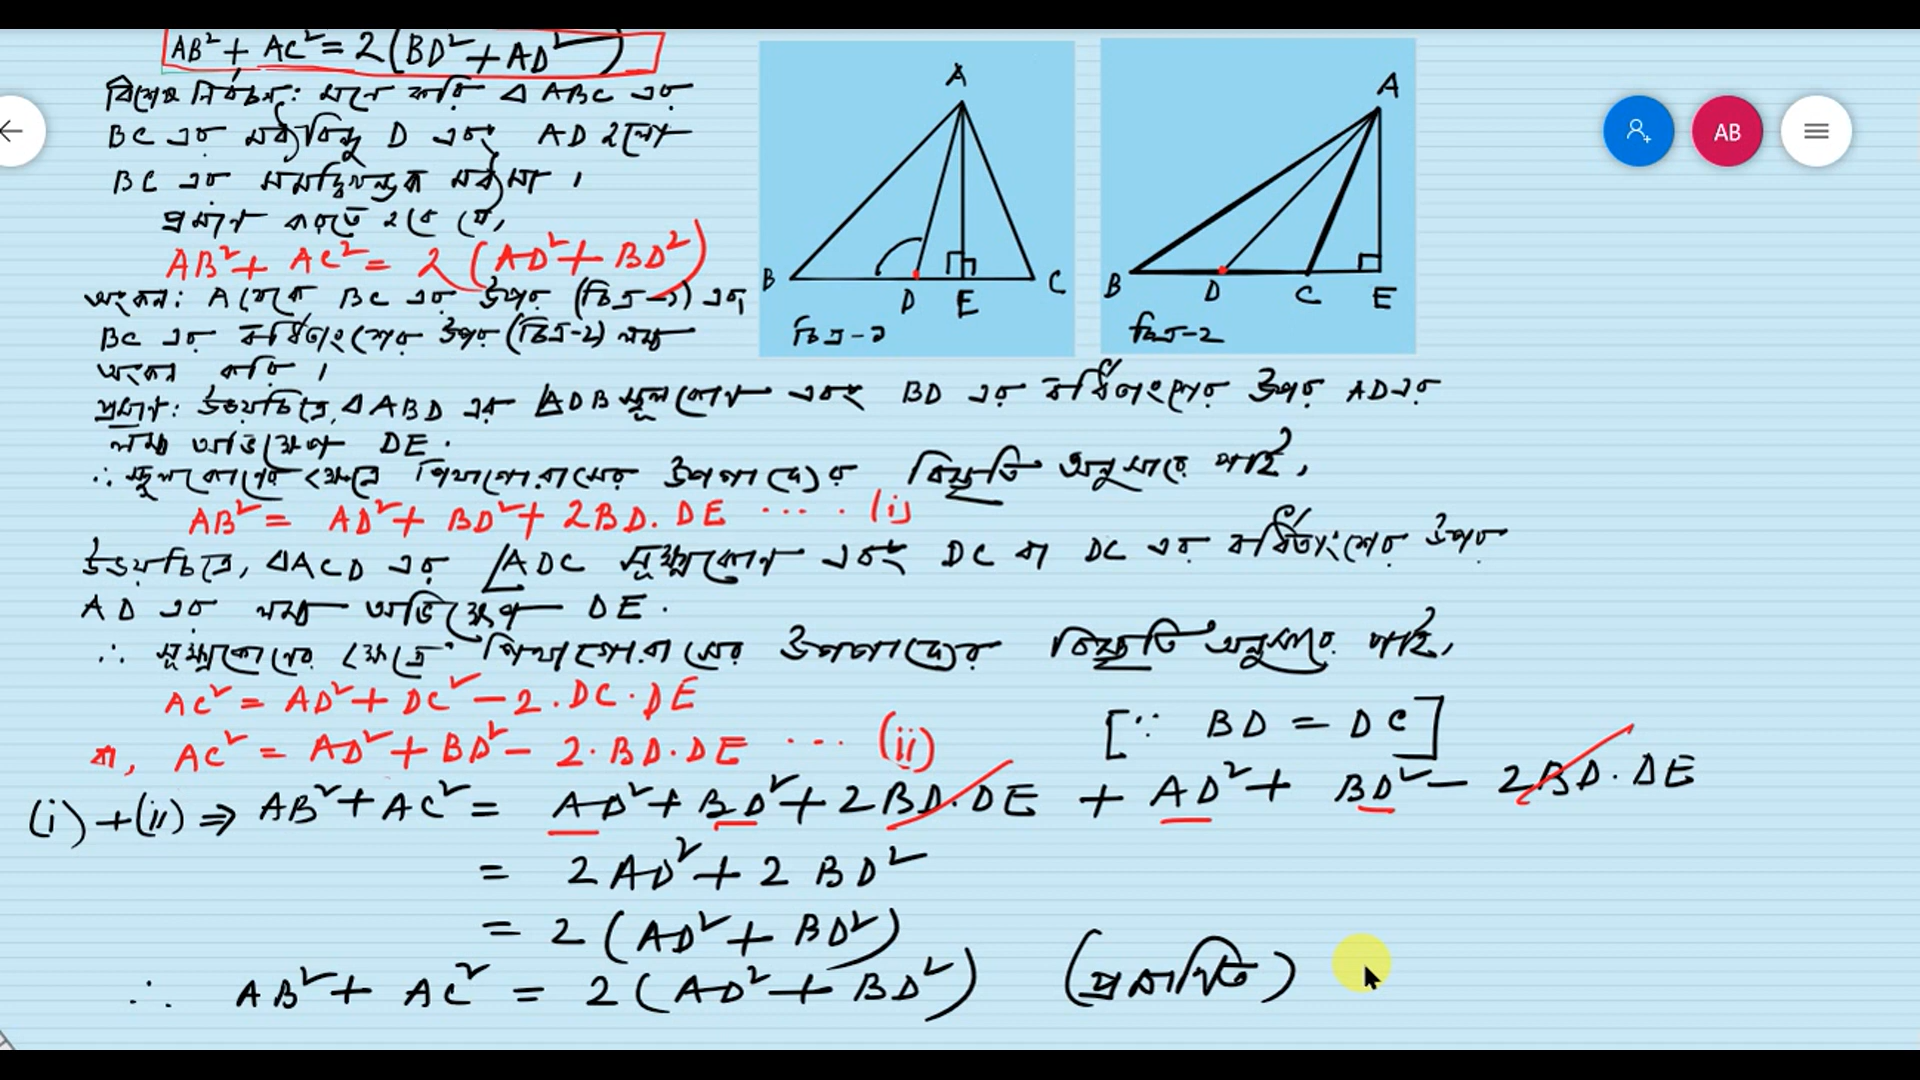 AB² + AC² = 2(BD² + AD²)
বিশেষ নির্বচন: মনে করি △ ABC এর
BC এর মধ্যবিন্দু D এবং AD হলো
BC এর সমদ্বিখন্ডক মধ্যমা ।
প্রমাণ করতে হবে যে,
AB² + AC² = 2 (AD² + BD²)
অংকন: A থেকে BC এর উপর (চিত্র-১) এবং
BC এর বর্ধিতাংশের উপর (চিত্র-2) লম্ব
অংকন করি ।
A
B
D
E
C
চিত্র-১
A
B
D
C
E
চিত্র-2
প্রমাণ: উভয়চিত্রে, △ABD এর ∠ADB স্থূলকোণ এবং BD এর বর্ধিতাংশের উপর AD এর
লম্ব অভিক্ষেপ DE.
∴ স্থূলকোণের ক্ষেত্রে পিথাগোরাসের উপপাদ্যের বিস্তৃতি অনুসারে পাই,
AB² = AD² + BD² + 2BD. DE ..... (i)
উভয়চিত্রে, △ACD এর ∠ADC সূক্ষ্মকোণ এবং DC বা DC এর বর্ধিতাংশের উপর
AD এর লম্ব অভিক্ষেপ DE .
∴ সূক্ষ্মকোণের ক্ষেত্রে পিথাগোরাসের উপপাদ্যের বিস্তৃতি অনুসারে পাই,
AC² = AD² + DC² - 2 . DC . DE
বা, AC² = AD² + BD² - 2 . BD . DE ..... (ii)
[∵ BD = DC]
(i) + (ii) ⇒ AB² + AC² = AD² + BD² + 2BD.DE + AD² + BD² - 2BD . DE
= 2AD² + 2BD²
= 2 (AD² + BD²)
∴ AB² + AC² = 2 (AD² + BD²) (প্রমাণিত)
AB